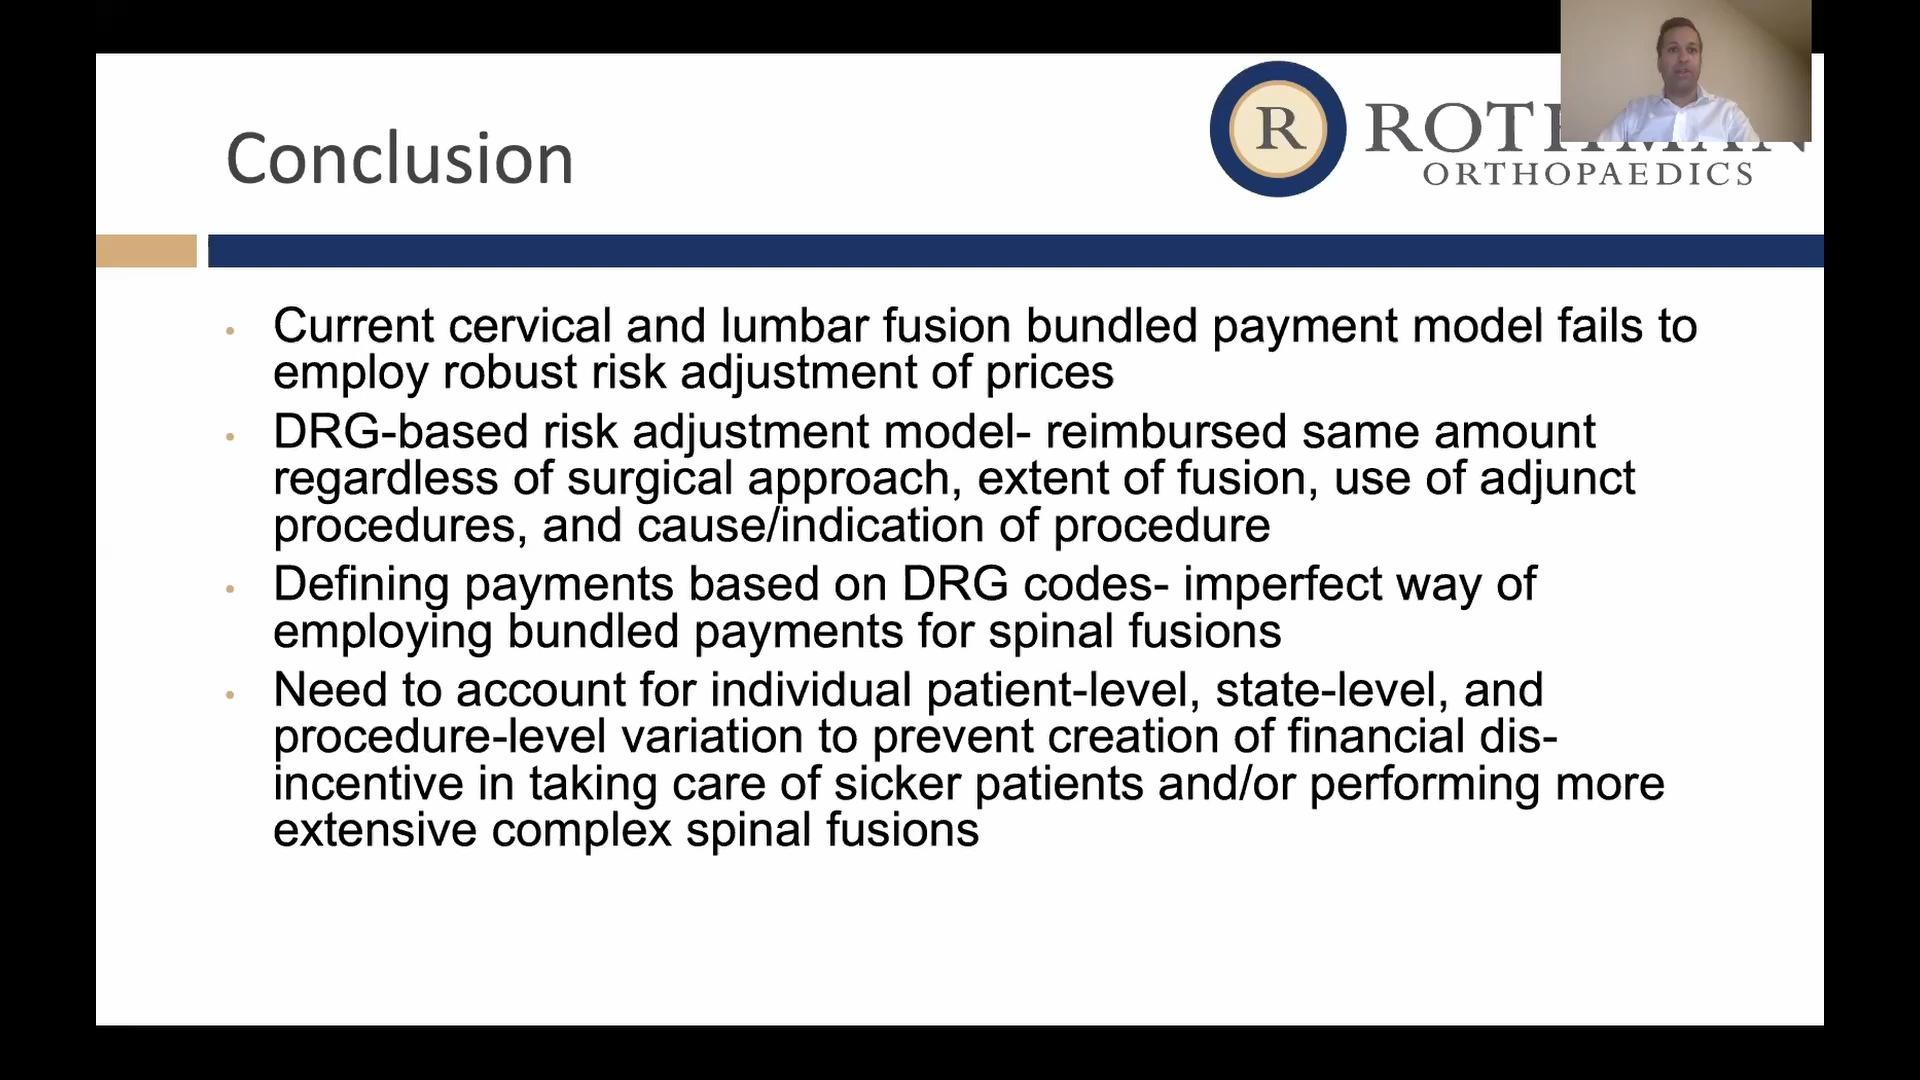 Conclusion
R
ORTHOPAEDICS
Current cervical and lumbar fusion bundled payment model fails to
employ robust risk adjustment of prices
DRG-based risk adjustment model- reimbursed same amount
regardless of surgical approach, extent of fusion, use of adjunct
procedures, and cause/indication of procedure
Defining payments based on DRG codes- imperfect way of
employing bundled payments for spinal fusions
Need to account for individual patient-level, state-level, and
procedure-level variation to prevent creation of financial dis-
incentive in taking care of sicker patients and/or performing more
extensive complex spinal fusions